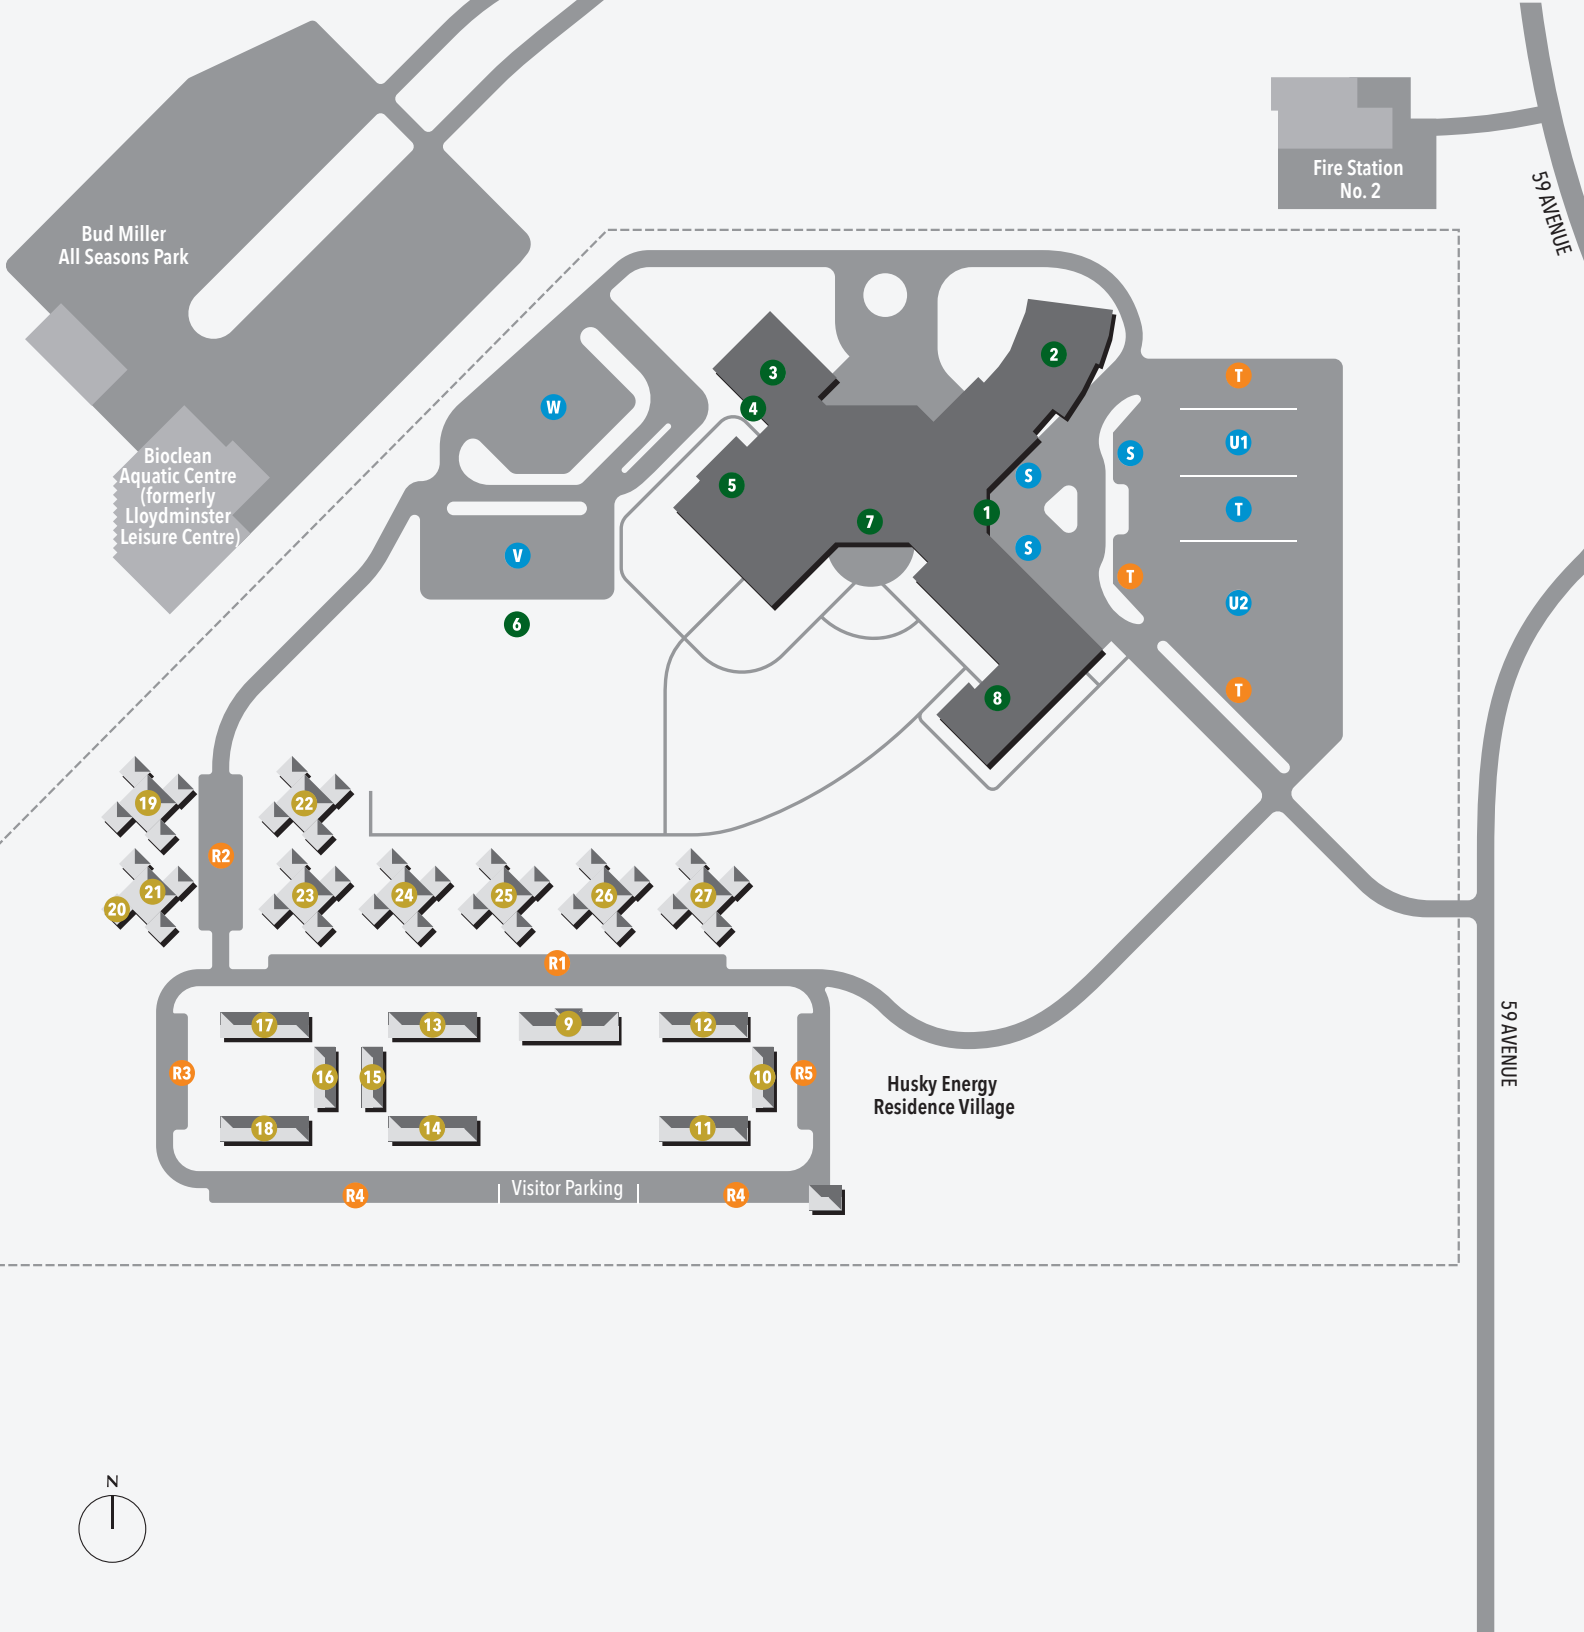 Fire Station
No. 2
59 AVENUE
Bud Miller
All Seasons Park
T
2
3
4
W
U1
Bioclean
Aquatic Centre
(formerly
Lloydminster
Leisure Centre)
S
S
5
T
1
7
S
V
T
U2
6
T
8
19
22
R2
21
20
23
24
25
26
27
R1
17
13
9
12
59 AVENUE
R3
16
15
10
R5
Husky Energy
Residence Village
18
14
11
R4
Visitor Parking
R4
N